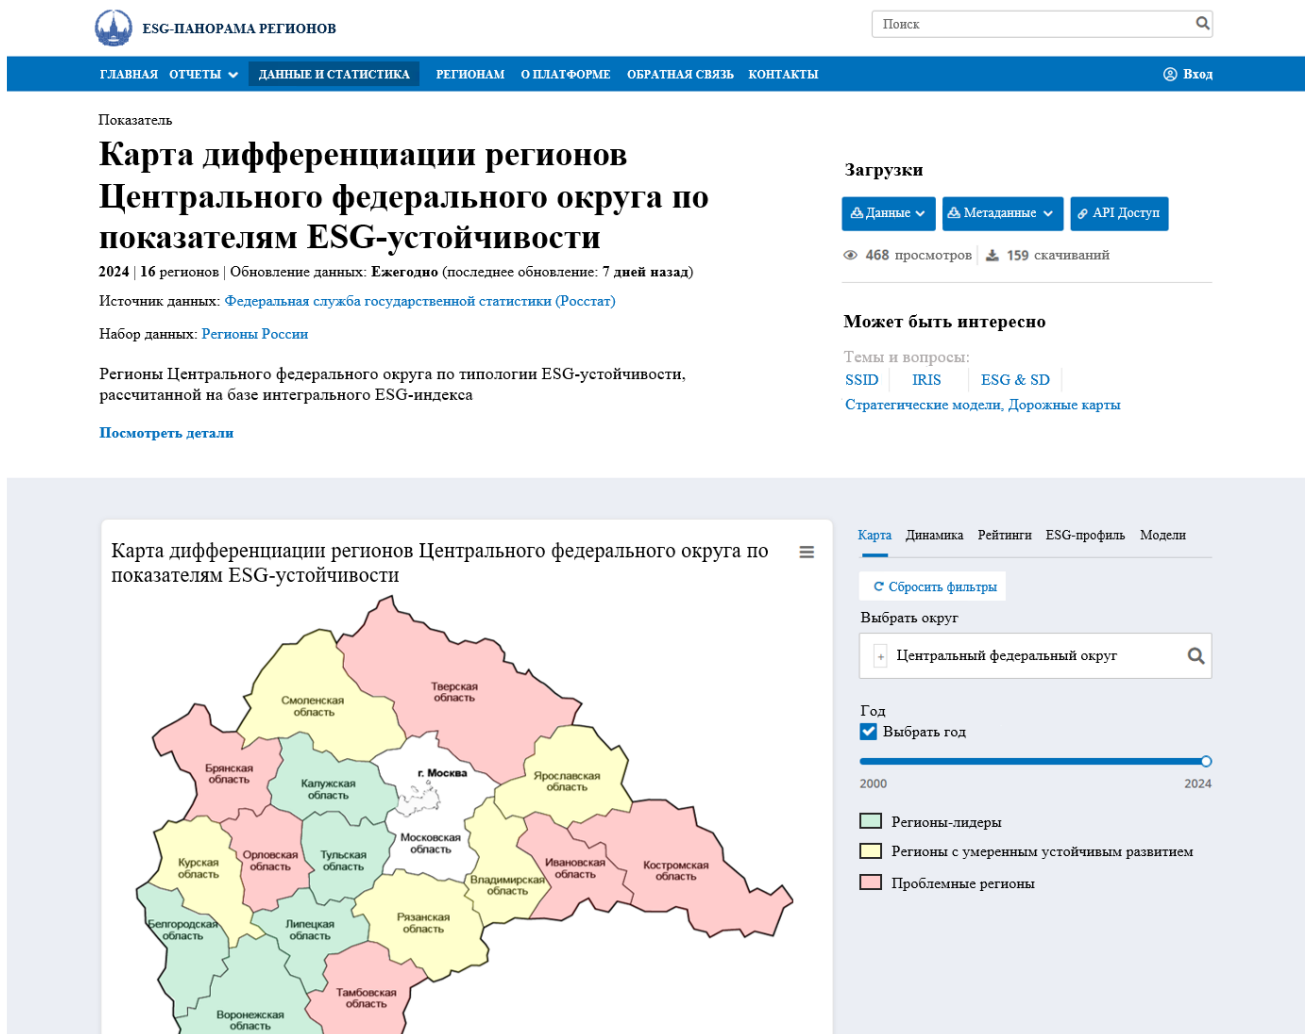 ESG-ПАНОРАМА РЕГИОНОВ
Поиск
ГЛАВНАЯ ОТЧЕТЫ ДАННЫЕ И СТАТИСТИКА РЕГИОНАМ О ПЛАТФОРМЕ ОБРАТНАЯ СВЯЗЬ КОНТАКТЫ Вход
Показатель
Карта дифференциации регионов
Центрального федерального округа по
показателям ESG-устойчивости
2024 | 16 регионов | Обновление данных: Ежегодно (последнее обновление: 7 дней назад)
Источник данных: Федеральная служба государственной статистики (Росстат)
Набор данных: Регионы России
Регионы Центрального федерального округа по типологии ESG-устойчивости,
рассчитанной на базе интегрального ESG-индекса
Посмотреть детали
Загрузки
Данные Метаданные API Доступ
468 просмотров 159 скачиваний
Может быть интересно
Темы и вопросы:
SSID IRIS ESG & SD
Стратегические модели, Дорожные карты
Карта дифференциации регионов Центрального федерального округа по
показателям ESG-устойчивости
Тверская
область
Смоленская
область
Брянская
область
Калужская
область
г. Москва
Ярославская
область
Московская
область
Курская
область
Орловская
область
Тульская
область
Владимирская
область
Ивановская
область
Костромская
область
Белгородская
область
Липецкая
область
Рязанская
область
Тамбовская
область
Воронежская
область
Карта Динамика Рейтинги ESG-профиль Модели
Сбросить фильтры
Выбрать округ
+ Центральный федеральный округ
Год
Выбрать год
2000 2024
Регионы-лидеры
Регионы с умеренным устойчивым развитием
Проблемные регионы